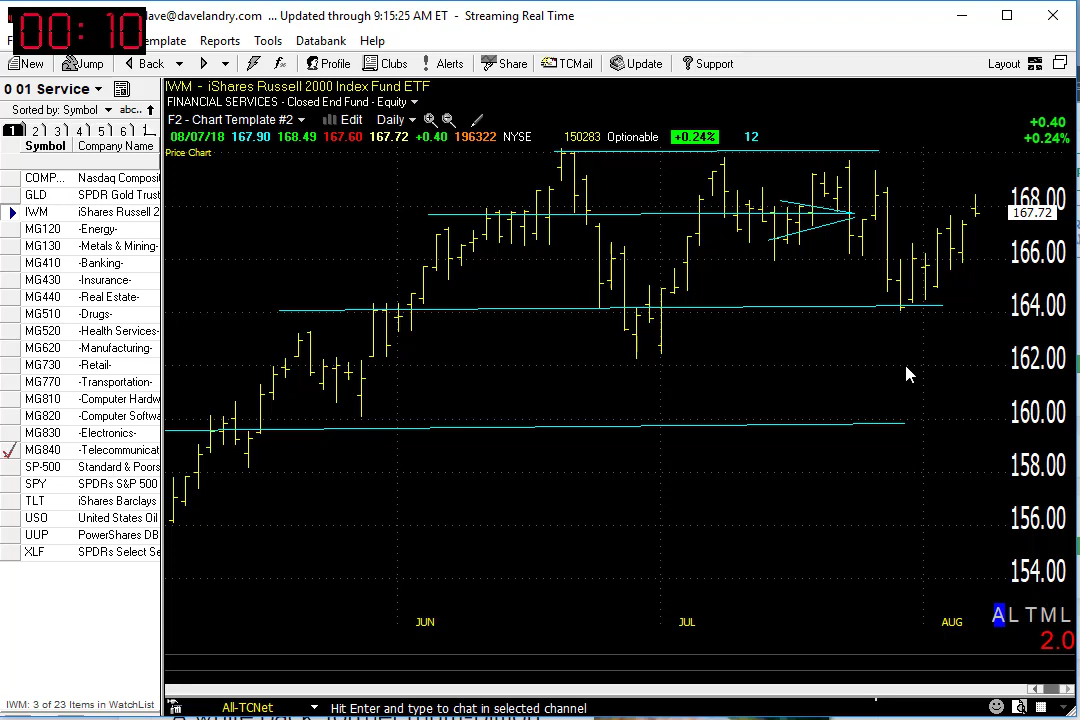 00:10
dave@davelandry.com ... Updated through 9:15:25 AM ET - Streaming Real Time
Template Reports Tools Databank Help
New Jump Back Profile Clubs Alerts Share TCMail Update Support Layout
0 01 Service
Sorted by: Symbol abc..
1 2 3 4 5 6
Symbol Company Name
COMP... Nasdaq Composi
GLD SPDR Gold Trust
IWM iShares Russell 2
MG120 -Energy-
MG130 -Metals & Mining-
MG410 -Banking-
MG430 -Insurance-
MG440 -Real Estate-
MG510 -Drugs-
MG520 -Health Services-
MG620 -Manufacturing-
MG730 -Retail-
MG770 -Transportation-
MG810 -Computer Hardw
MG820 -Computer Softwa
MG830 -Electronics-
MG840 -Telecommunicat
SP-500 Standard & Poors
SPY SPDRs S&P 500
TLT iShares Barclays
USO United States Oil
UUP PowerShares DB
XLF SPDRs Select Se
IWM: 3 of 23 Items in WatchList
IWM - iShares Russell 2000 Index Fund ETF
FINANCIAL SERVICES - Closed End Fund - Equity
F2 - Chart Template #2 Edit Daily
08/07/18 167.90 168.49 167.60 167.72 +0.40 196322 NYSE 150283 Optionable +0.24% 12
+0.40
+0.24%
Price Chart
168.00
167.72
166.00
164.00
162.00
160.00
158.00
156.00
154.00
JUN JUL AUG
A L T M L
2.0
All-TCNet Hit Enter and type to chat in selected channel